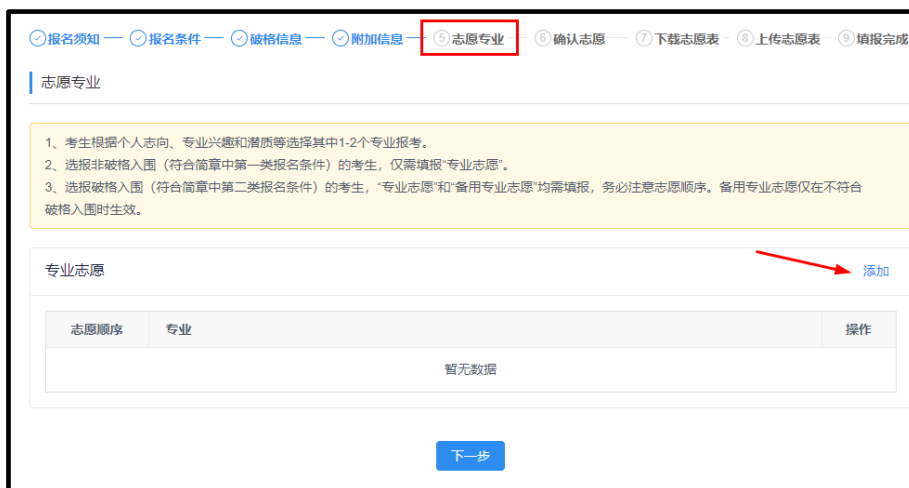 报名须知 报名条件 破格信息 附加信息 5 志愿专业 6 确认志愿 7 下载志愿表 8 上传志愿表 9 填报完成
志愿专业
1、考生根据个人志向、专业兴趣和潜质等选择其中1-2个专业报考。
2、选报非破格入围（符合简章中第一类报名条件）的考生，仅需填报“专业志愿”。
3、选报破格入围（符合简章中第二类报名条件）的考生，“专业志愿”和“备用专业志愿”均需填报，务必注意志愿顺序。备用专业志愿仅在不符合
破格入围时生效。
专业志愿 添加
志愿顺序 专业 操作
暂无数据
下一步